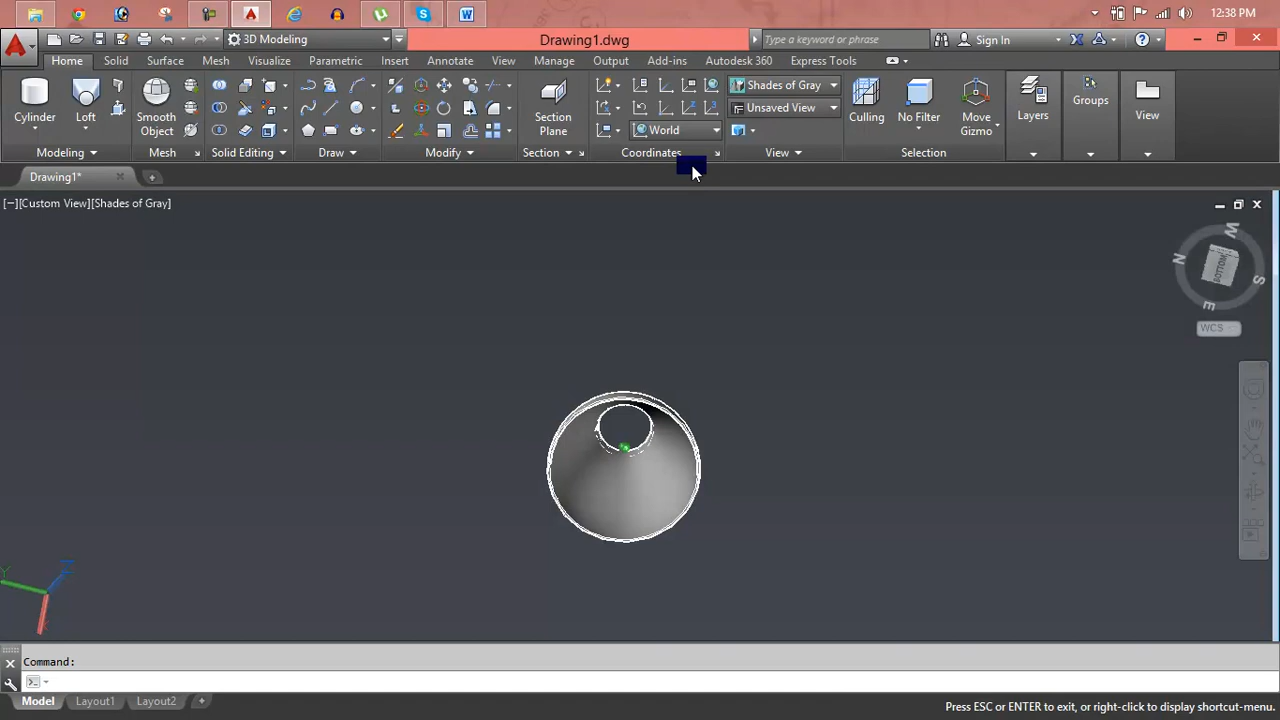 12:38 PM
3D Modeling
Drawing1.dwg
Type a keyword or phrase
Sign In
Home Solid Surface Mesh Visualize Parametric Insert Annotate View Manage Output Add-ins Autodesk 360 Express Tools
Cylinder
Loft
Smooth
Object
Section
Plane
World
Shades of Gray
Unsaved View
Culling
No Filter
Move
Gizmo
Layers
Groups
View
Modeling
Mesh
Solid Editing
Draw
Modify
Section
Coordinates
View
Selection
Drawing1*
[−][Custom View][Shades of Gray]
W
N
S
E
BOTTOM
WCS
Y
Command:
Model
Layout1
Layout2
Press ESC or ENTER to exit, or right-click to display shortcut-menu.